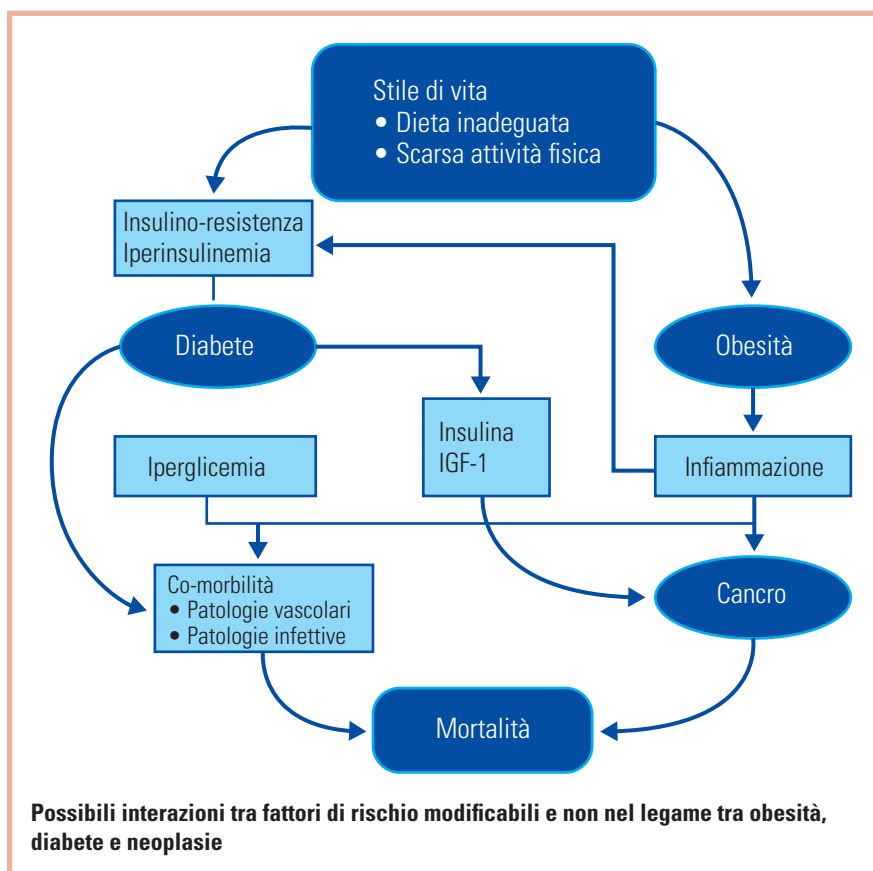 Stile di vita
• Dieta inadeguata
• Scarsa attività fisica
Insulino-resistenza
Iperinsulinemia
Diabete
Obesità
Insulina
IGF-1
Iperglicemia
Infiammazione
Co-morbilità
• Patologie vascolari
• Patologie infettive
Cancro
Mortalità
Possibili interazioni tra fattori di rischio modificabili e non nel legame tra obesità,
diabete e neoplasie